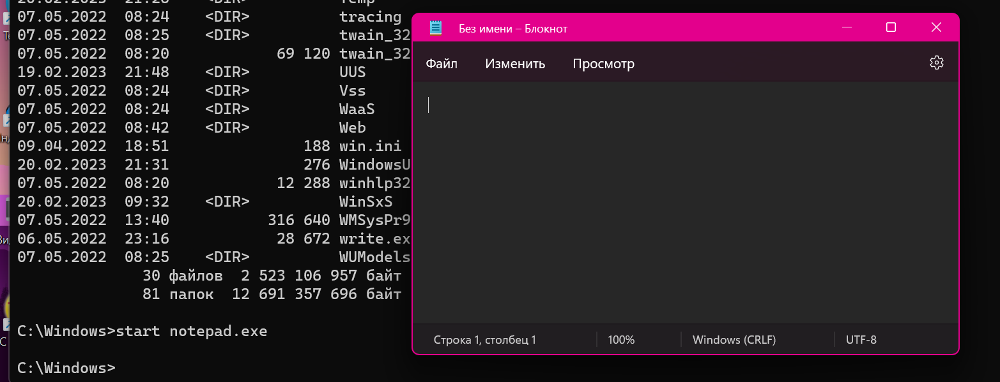 07.05.2022 08:24 <DIR> tracing
07.05.2022 08:25 <DIR> twain_32
07.05.2022 08:20 69 120 twain_32
19.02.2023 21:48 <DIR> UUS
07.05.2022 08:24 <DIR> Vss
07.05.2022 08:24 <DIR> WaaS
07.05.2022 08:42 <DIR> Web
09.04.2022 18:51 188 win.ini
20.02.2023 21:31 276 WindowsU
07.05.2022 08:20 12 288 winhlp32
20.02.2023 09:32 <DIR> WinSxS
07.05.2022 13:40 316 640 WMSysPr9
06.05.2022 23:16 28 672 write.ex
07.05.2022 08:25 <DIR> WUModels
30 файлов 2 523 106 957 байт
81 папок 12 691 357 696 байт
C:\Windows>start notepad.exe
C:\Windows>
Без имени – Блокнот
Файл Изменить Просмотр
Строка 1, столбец 1 100% Windows (CRLF) UTF-8